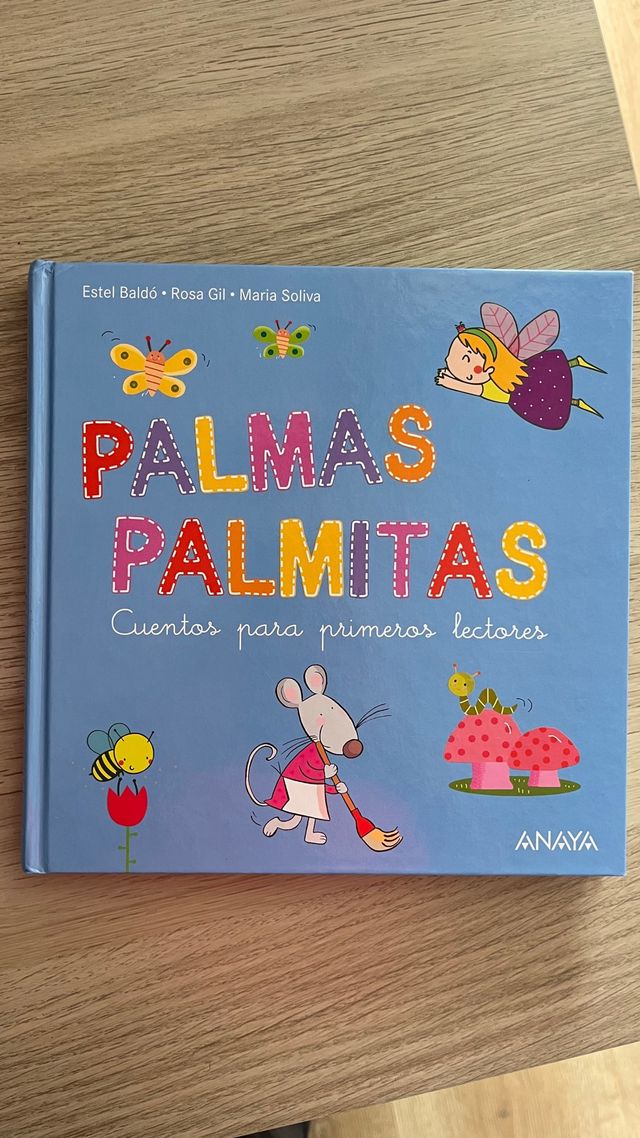 Estel Baldó • Rosa Gil • Maria Soliva
PALMAS
PALMITAS
Cuentos para primeros lectores
ANAYA